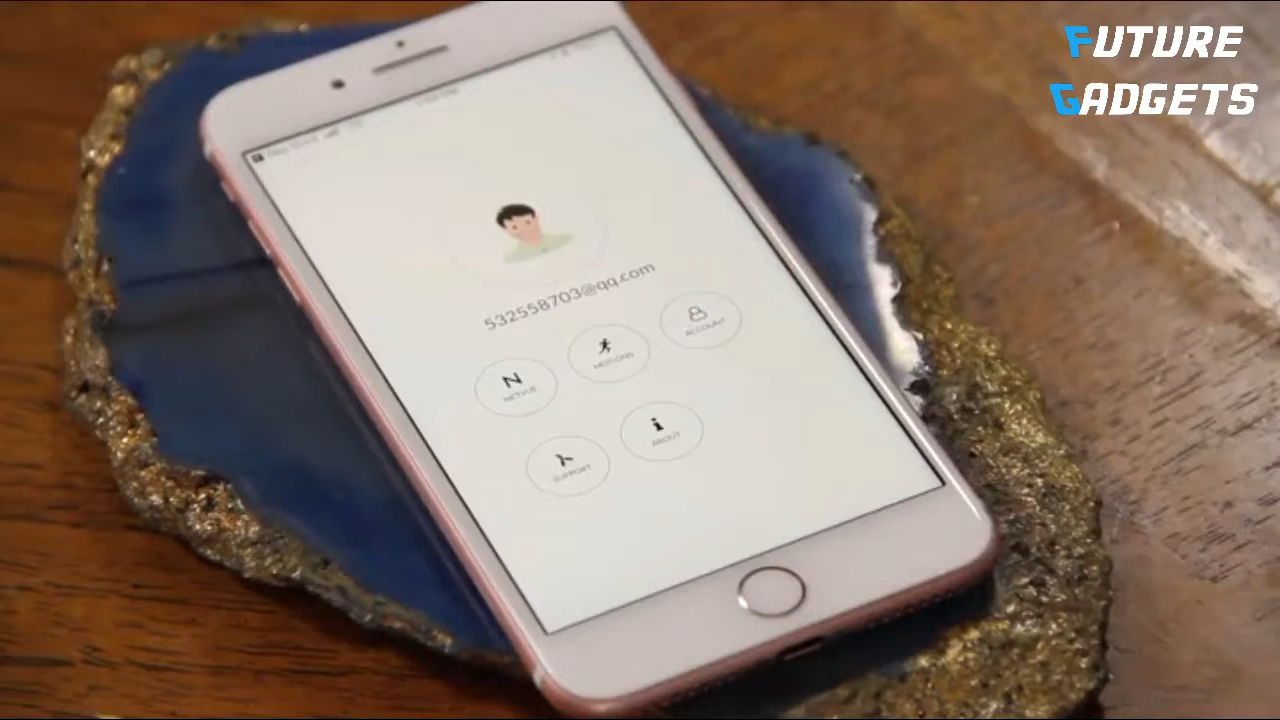 FUTURE
GADGETS
532558703@qq.com
NETVUE
MOTIONS
ACCOUNT
SUPPORT
ABOUT